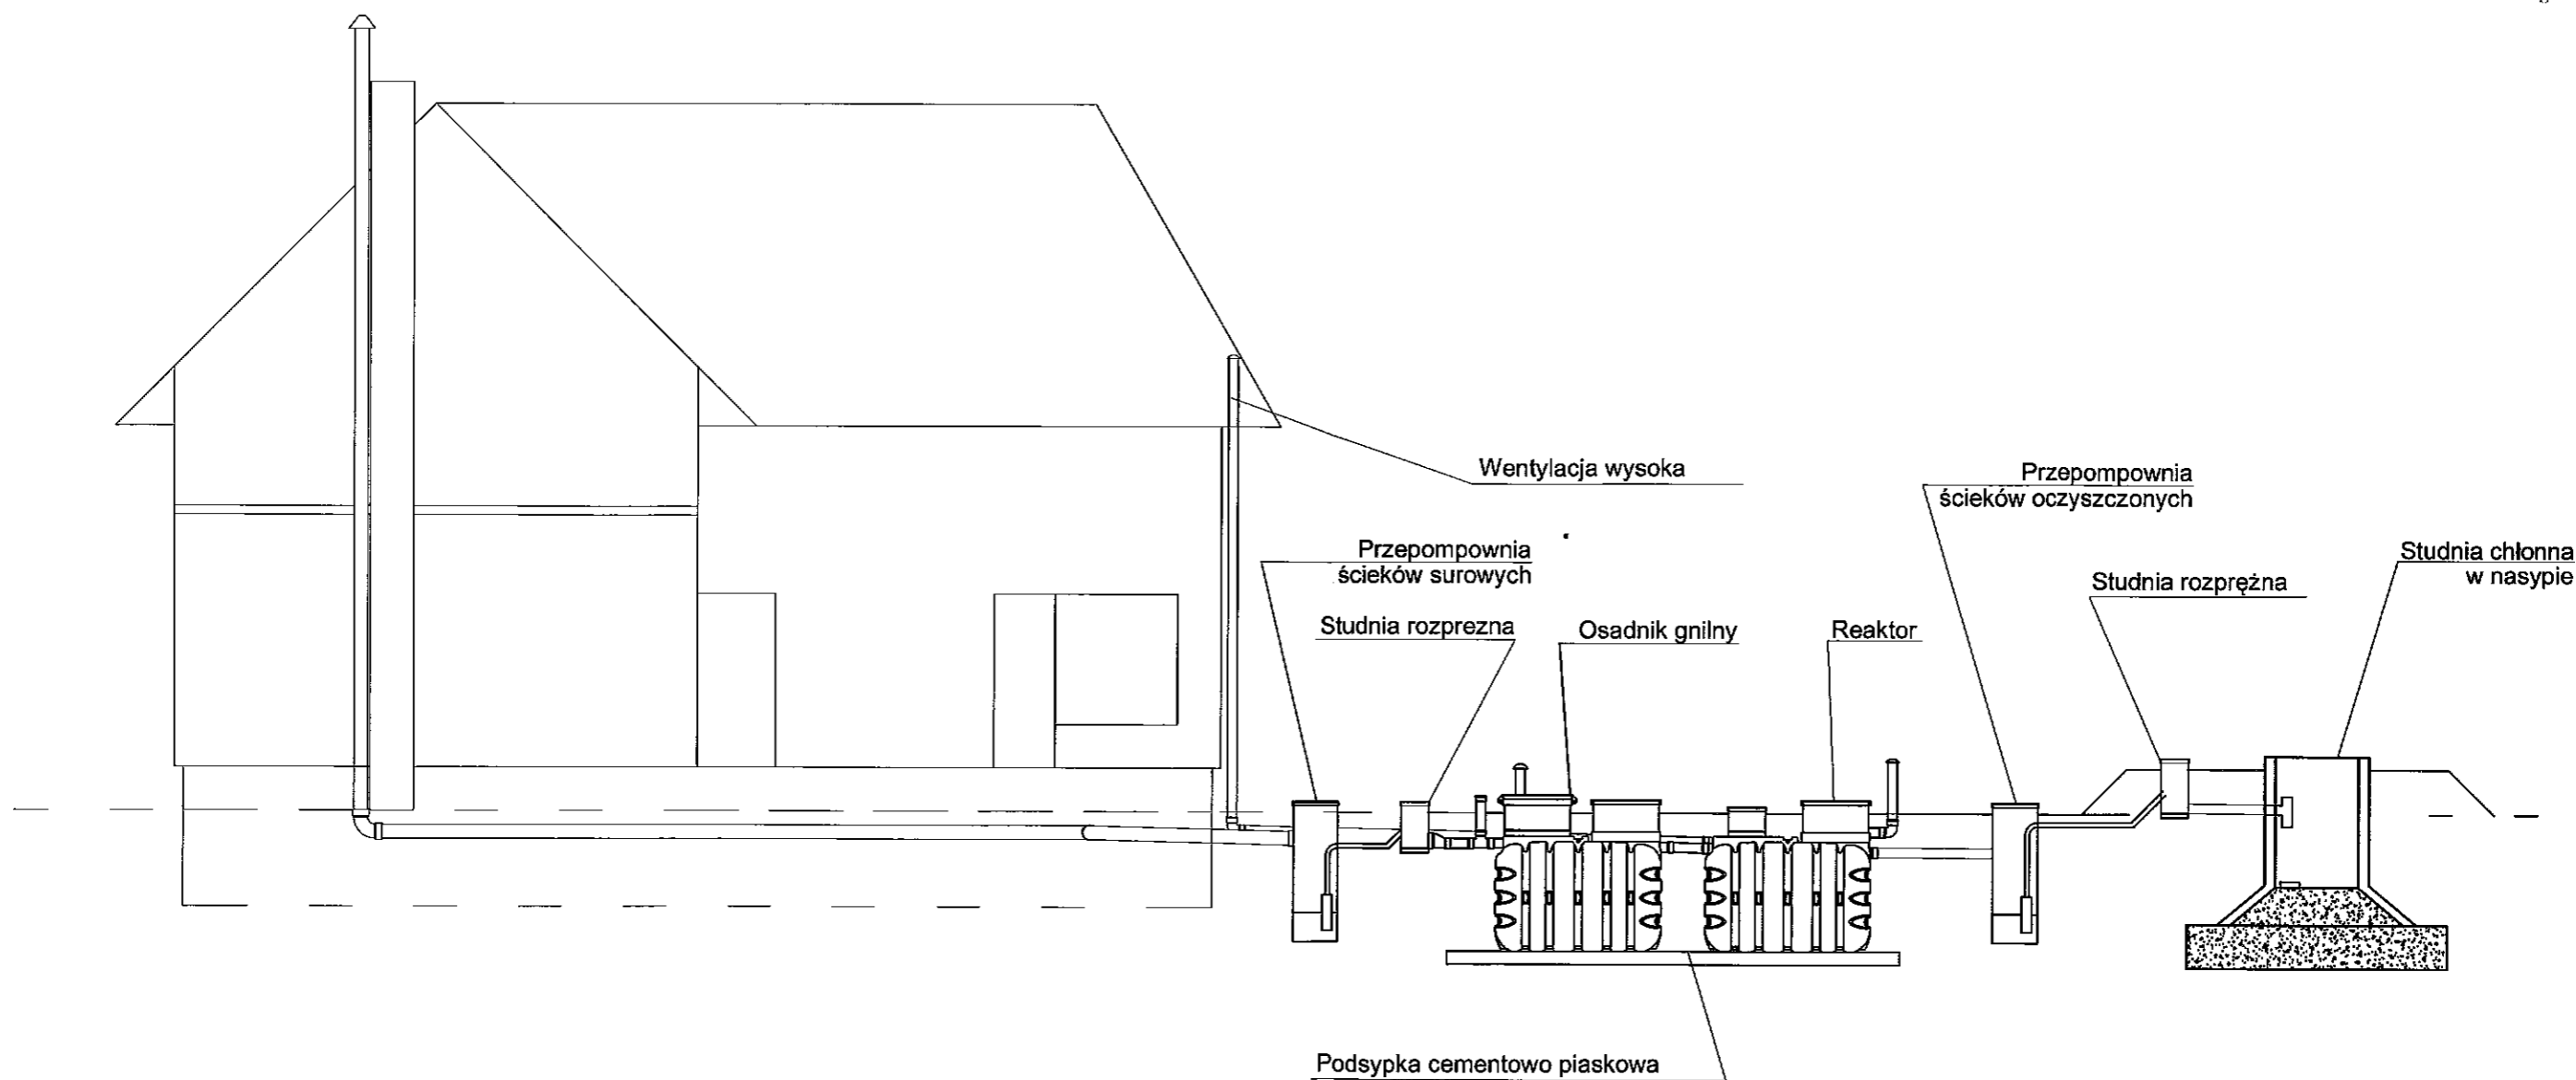 Wentylacja wysoka
Przepompownia
ścieków oczyszczonych
Przepompownia
ścieków surowych
Studnia chłonna
w nasypie
Studnia rozprężna
Studnia rozprezna
Osadnik gnilny
Reaktor
Podsypka cementowo piaskowa